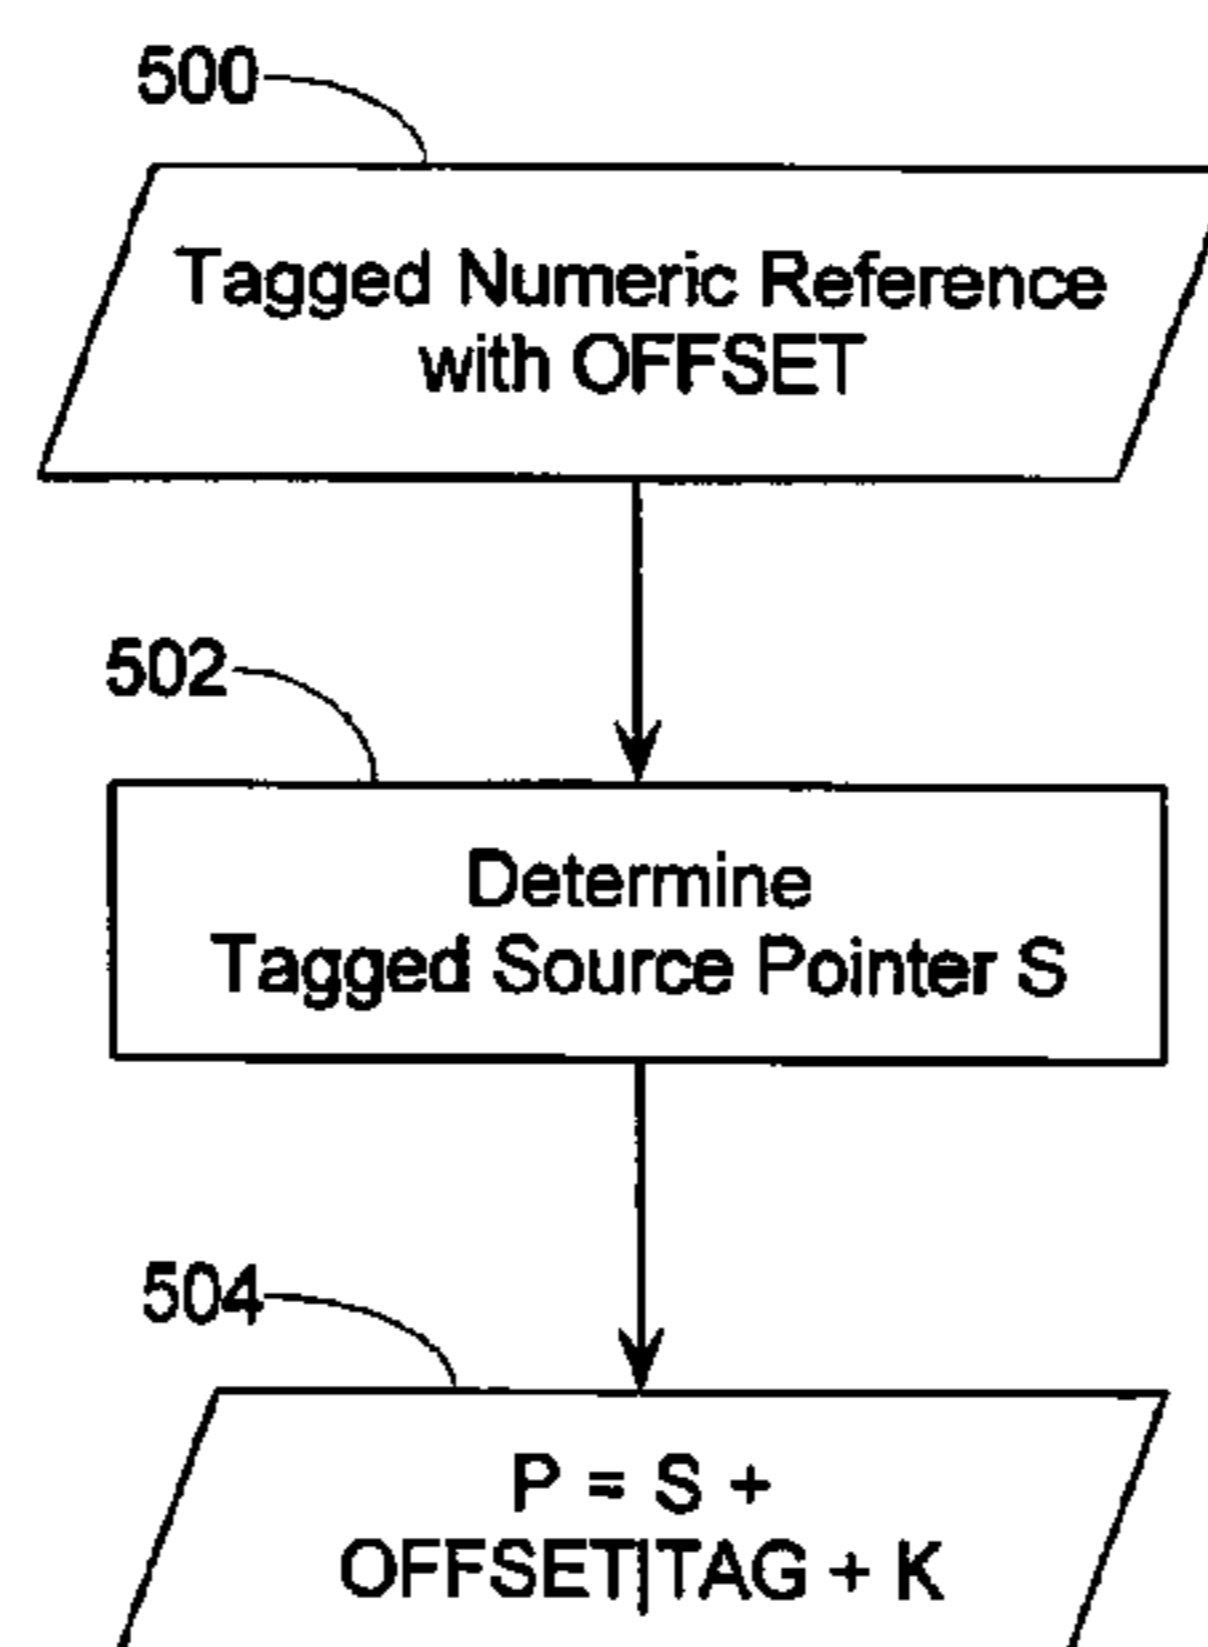 500
Tagged Numeric Reference
with OFFSET
502
Determine
Tagged Source Pointer S
504
P = S +
OFFSET|TAG + K